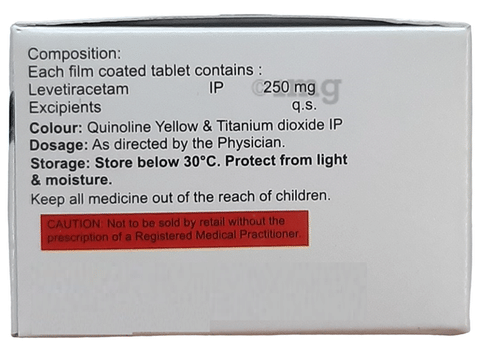 Composition:
Each film coated tablet contains :
Levetiracetam IP 250 mg
Excipients q.s.
Colour: Quinoline Yellow & Titanium dioxide IP
Dosage: As directed by the Physician.
Storage: Store below 30°C. Protect from light
& moisture.
Keep all medicine out of the reach of children.
CAUTION: Not to be sold by retail without the
prescription of a Registered Medical Practitioner.